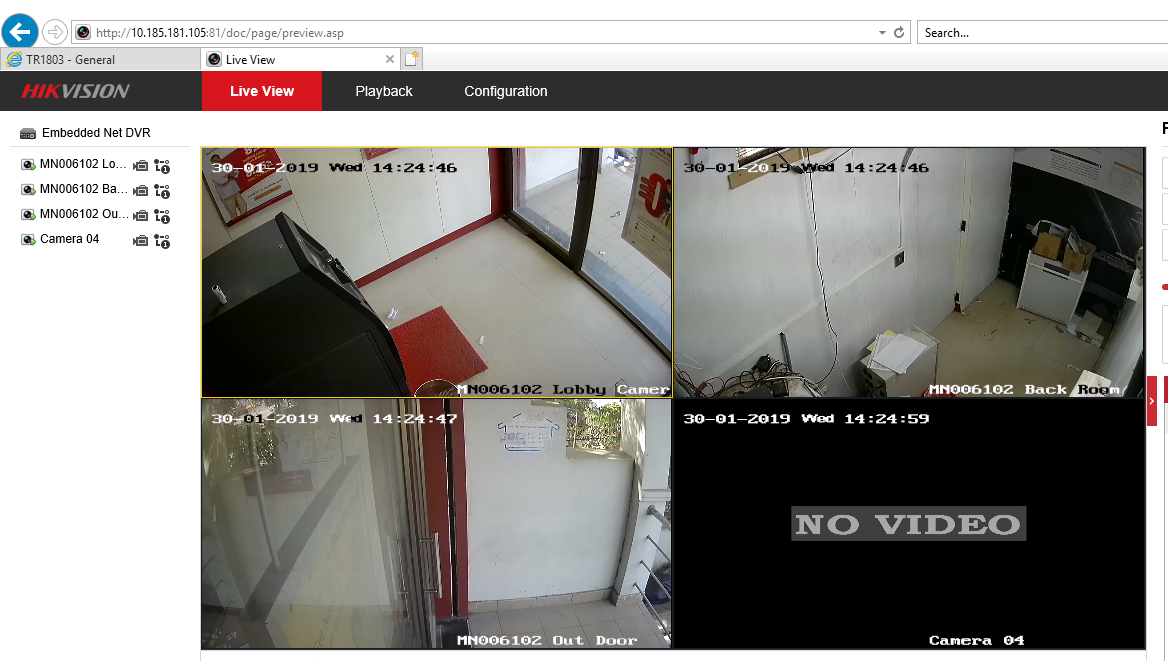 http://10.185.181.105:81/doc/page/preview.asp
Search...
TR1803 - General
Live View
HIKVISION
Live View
Playback
Configuration
Embedded Net DVR
MN006102 Lo...
MN006102 Ba...
MN006102 Ou...
Camera 04
30-01-2019 Wed 14:24:46
MN006102 Lobby Camer
30-01-2019 Wed 14:24:46
MN006102 Back Room
30-01-2019 Wed 14:24:47
MN006102 Out Door
30-01-2019 Wed 14:24:59
NO VIDEO
Camera 04